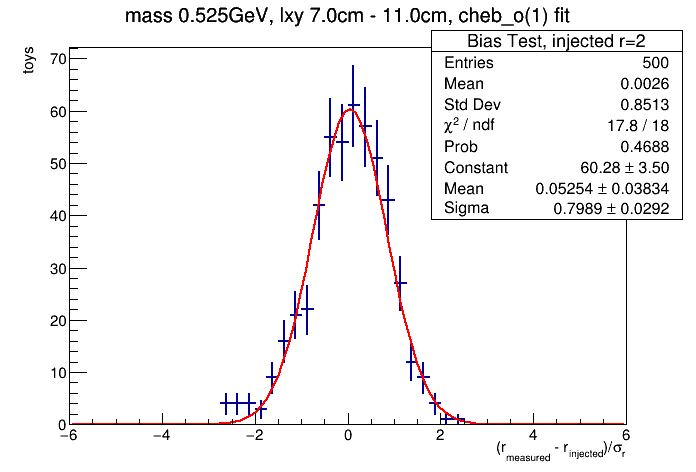 mass 0.525GeV, lxy 7.0cm - 11.0cm, cheb_o(1) fit
Bias Test, injected r=2
Entries 500
Mean 0.0026
Std Dev 0.8513
χ² / ndf 17.8 / 18
Prob 0.4688
Constant 60.28 ± 3.50
Mean 0.05254 ± 0.03834
Sigma 0.7989 ± 0.0292
toys
70
60
50
40
30
20
10
0
−6 −4 −2 0 2 4 6
(r_measured - r_injected)/σ_r